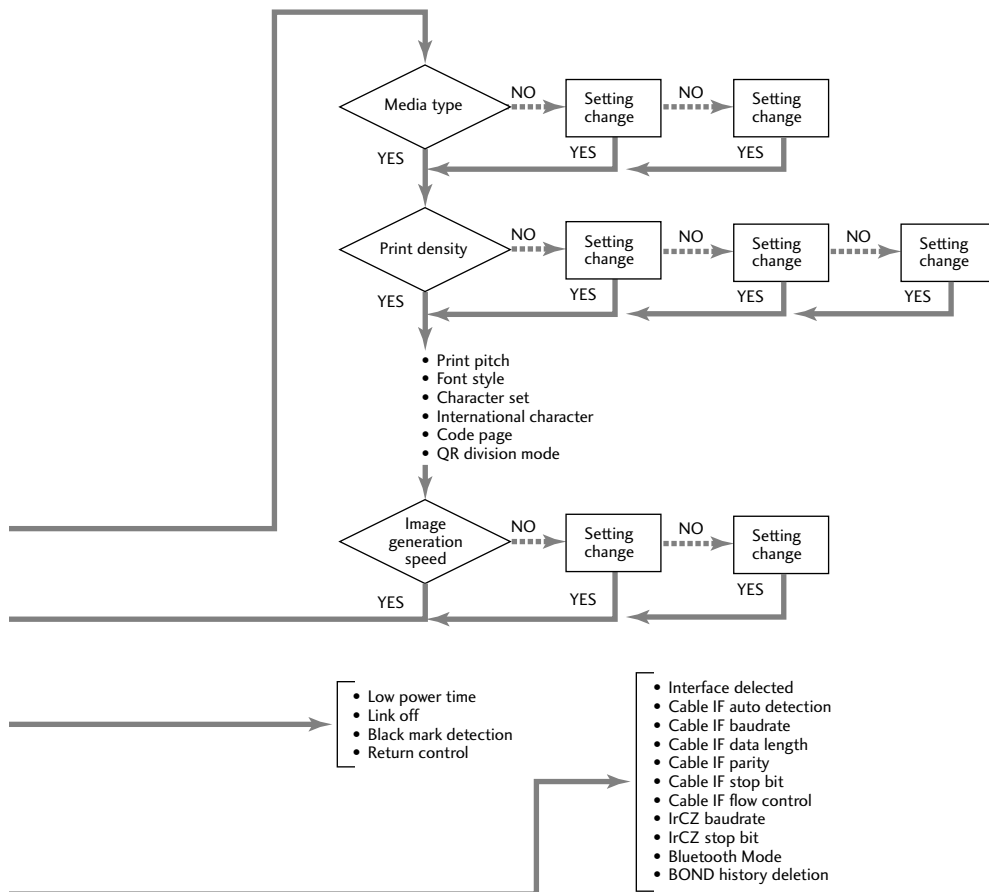 Media type
NO
Setting
change
NO
Setting
change
YES
YES
YES
Print density
NO
Setting
change
NO
Setting
change
NO
Setting
change
YES
YES
YES
YES
• Print pitch
• Font style
• Character set
• International character
• Code page
• QR division mode
Image
generation
speed
NO
Setting
change
NO
Setting
change
YES
YES
YES
• Low power time
• Link off
• Black mark detection
• Return control
• Interface delected
• Cable IF auto detection
• Cable IF baudrate
• Cable IF data length
• Cable IF parity
• Cable IF stop bit
• Cable IF flow control
• IrCZ baudrate
• IrCZ stop bit
• Bluetooth Mode
• BOND history deletion